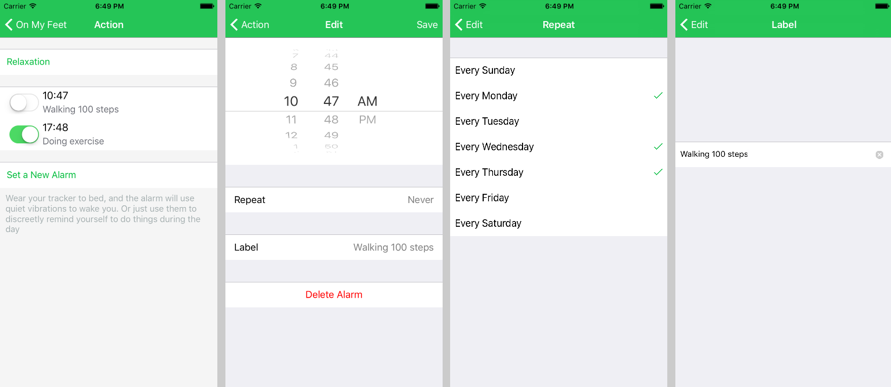 Carrier 6:49 PM
On My Feet Action
Relaxation
10:47
Walking 100 steps
17:48
Doing exercise
Set a New Alarm
Wear your tracker to bed, and the alarm will use
quiet vibrations to wake you. Or just use them to
discreetly remind yourself to do things during the
day
Carrier 6:49 PM
Action Edit Save
7 44
8 45
9 46
10 47 AM
11 48 PM
12 49
1 50
Repeat Never
Label Walking 100 steps
Delete Alarm
Carrier 6:49 PM
Edit Repeat
Every Sunday
Every Monday
Every Tuesday
Every Wednesday
Every Thursday
Every Friday
Every Saturday
Carrier 6:49 PM
Edit Label
Walking 100 steps